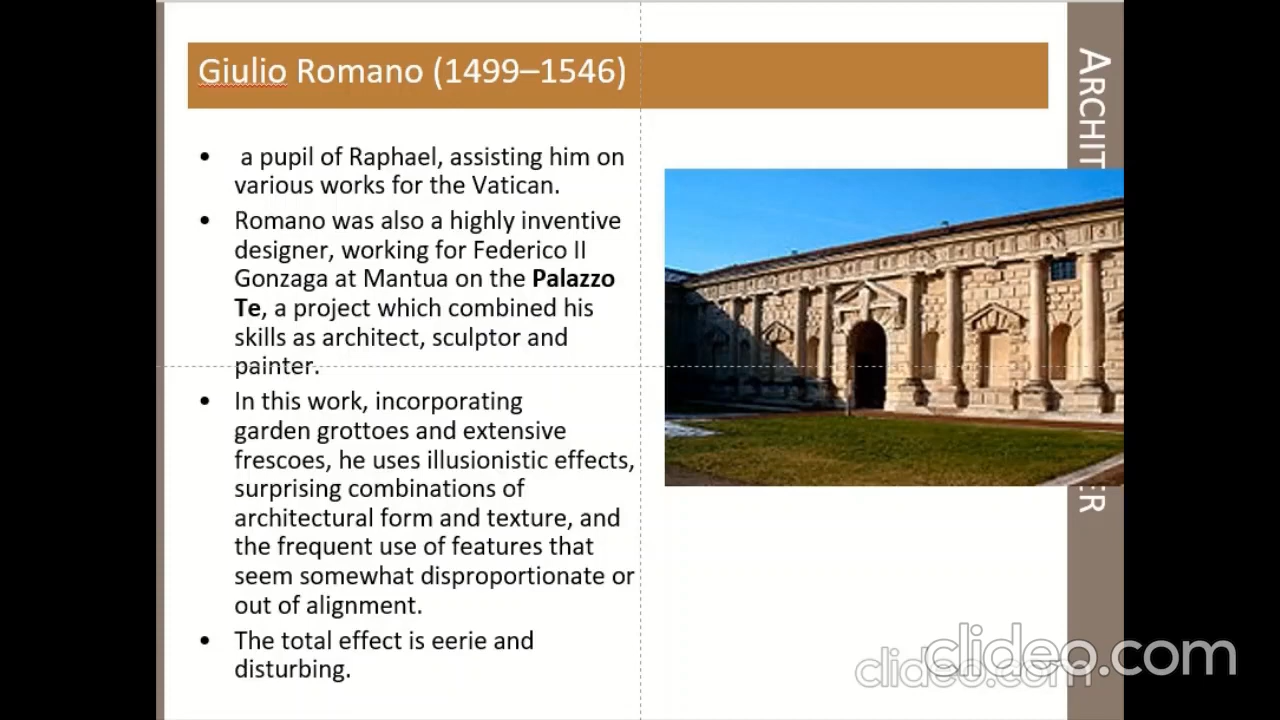 Giulio Romano (1499–1546)
• a pupil of Raphael, assisting him on
various works for the Vatican.
• Romano was also a highly inventive
designer, working for Federico II
Gonzaga at Mantua on the Palazzo
Te, a project which combined his
skills as architect, sculptor and
painter.
• In this work, incorporating
garden grottoes and extensive
frescoes, he uses illusionistic effects,
surprising combinations of
architectural form and texture, and
the frequent use of features that
seem somewhat disproportionate or
out of alignment.
• The total effect is eerie and
disturbing.
clideo.com
clideo.com